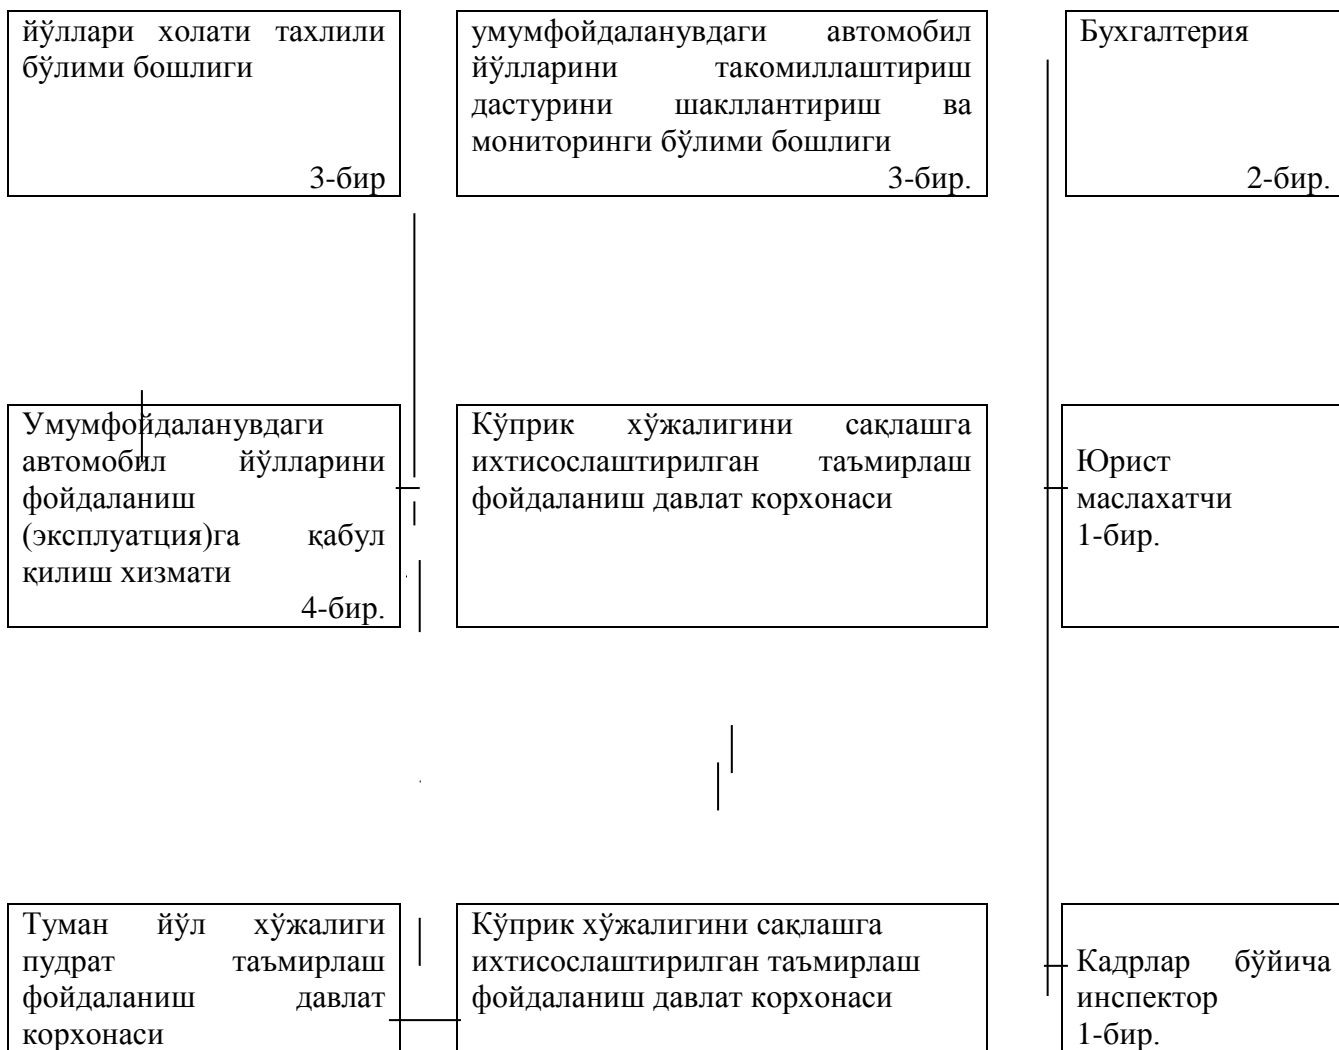 йўллари холати тахлили
бўлими бошлиги
3-бир
умумфойдаланувдаги автомобил
йўлларини такомиллаштириш
дастурини шакллантириш ва
мониторинги бўлими бошлиги
3-бир.
Бухгалтерия
2-бир.
Умумфойдаланувдаги
автомобил йўлларини
фойдаланиш
(эксплуатция)га қабул
қилиш хизмати
4-бир.
Кўприк хўжалигини сақлашга
ихтисослаштирилган таъмирлаш
фойдаланиш давлат корхонаси
Юрист
маслахатчи
1-бир.
Туман йўл хўжалиги
пудрат таъмирлаш
фойдаланиш давлат
корхонаси
Кўприк хўжалигини сақлашга
ихтисослаштирилган таъмирлаш
фойдаланиш давлат корхонаси
Кадрлар бўйича
инспектор
1-бир.